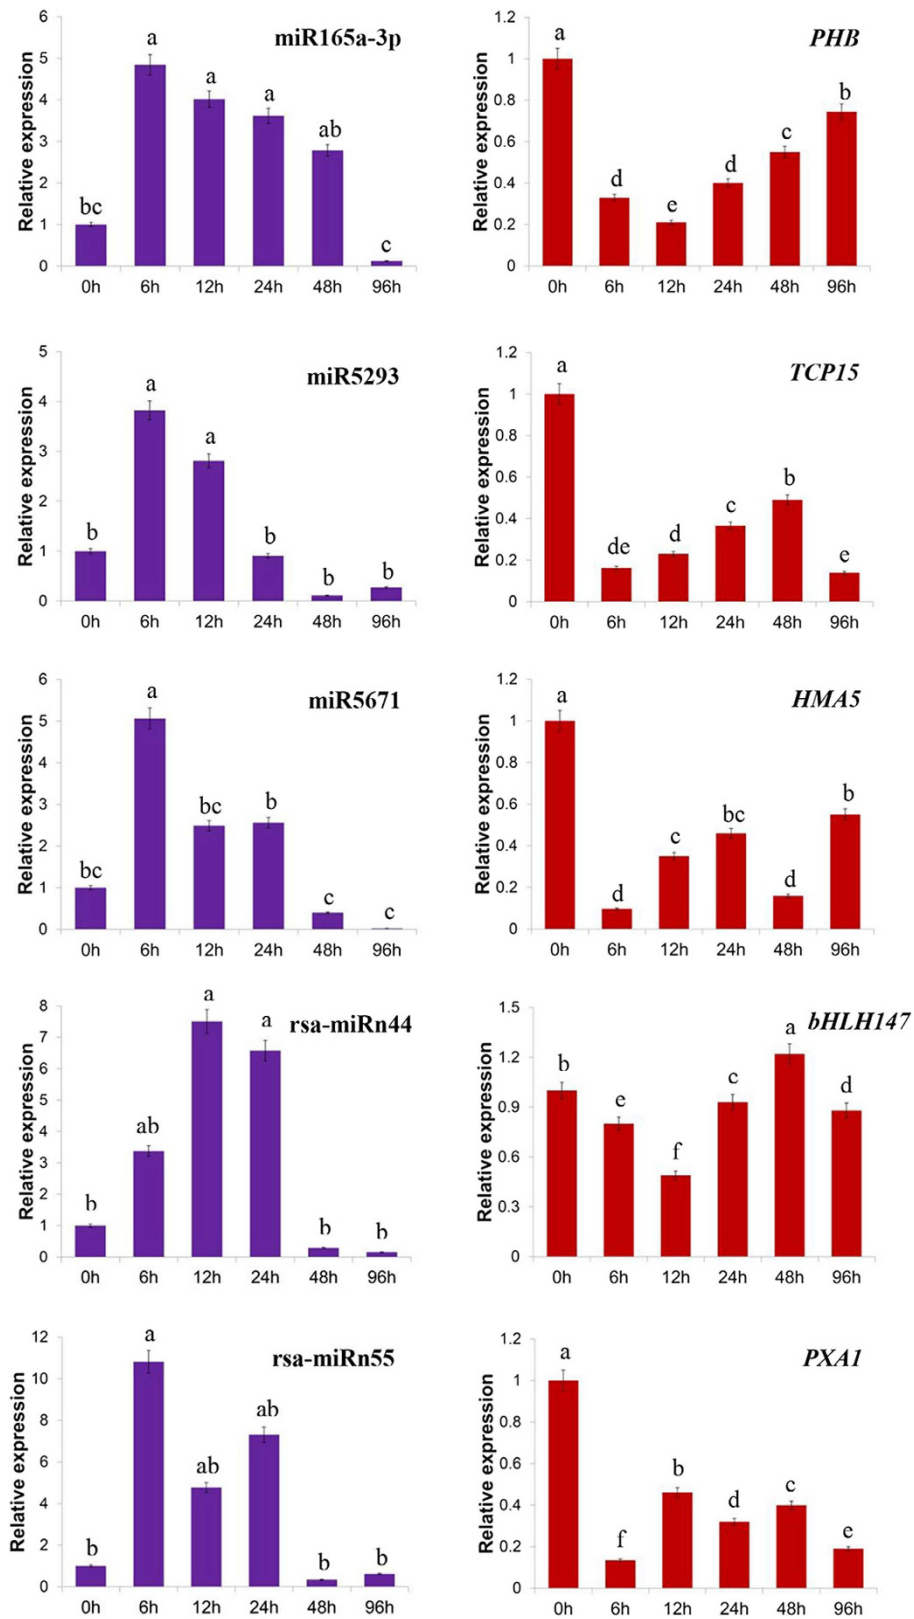 miR165a-3p
Relative expression
6
5
4
3
2
1
0
bc
a
a
a
ab
c
0h 6h 12h 24h 48h 96h
PHB
Relative expression
1.2
1
0.8
0.6
0.4
0.2
0
a
d
e
d
c
b
0h 6h 12h 24h 48h 96h
miR5293
Relative expression
5
4
3
2
1
0
b
a
a
b
b
b
0h 6h 12h 24h 48h 96h
TCP15
Relative expression
1.2
1
0.8
0.6
0.4
0.2
0
a
de
d
c
b
e
0h 6h 12h 24h 48h 96h
miR5671
Relative expression
6
5
4
3
2
1
0
bc
a
bc
b
c
c
0h 6h 12h 24h 48h 96h
HMA5
Relative expression
1.2
1
0.8
0.6
0.4
0.2
0
a
d
c
bc
d
b
0h 6h 12h 24h 48h 96h
rsa-miRn44
Relative expression
8
7
6
5
4
3
2
1
0
b
ab
a
a
b
b
0h 6h 12h 24h 48h 96h
bHLH147
Relative expression
1.5
1.2
0.9
0.6
0.3
0
b
e
f
c
a
d
0h 6h 12h 24h 48h 96h
rsa-miRn55
Relative expression
12
10
8
6
4
2
0
b
a
ab
ab
b
b
0h 6h 12h 24h 48h 96h
PXA1
Relative expression
1.2
1
0.8
0.6
0.4
0.2
0
a
f
b
d
c
e
0h 6h 12h 24h 48h 96h